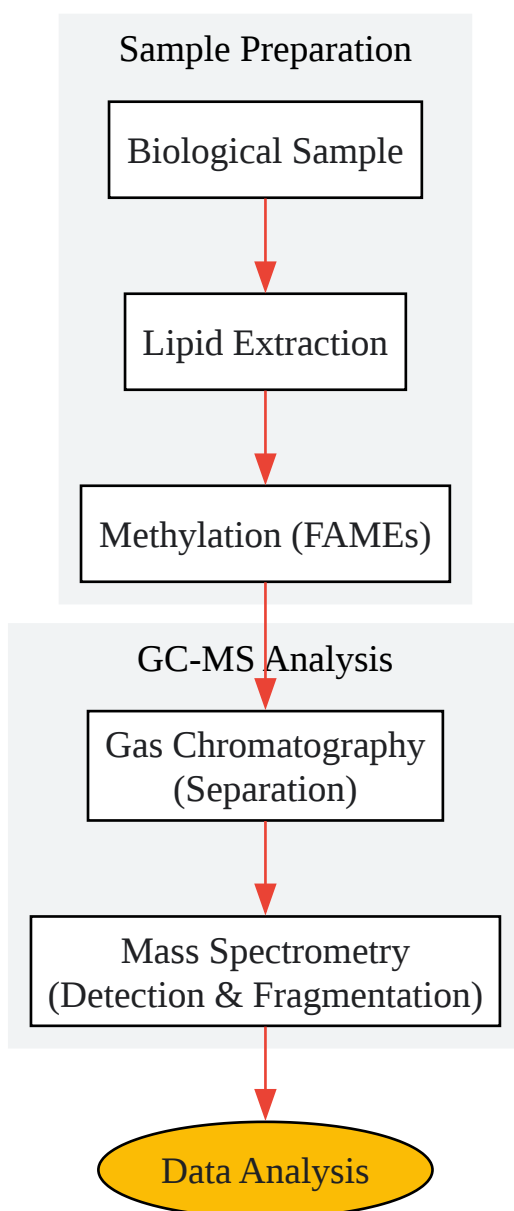 Sample Preparation
Biological Sample
Lipid Extraction
Methylation (FAMEs)
GC-MS Analysis
Gas Chromatography
(Separation)
Mass Spectrometry
(Detection & Fragmentation)
Data Analysis